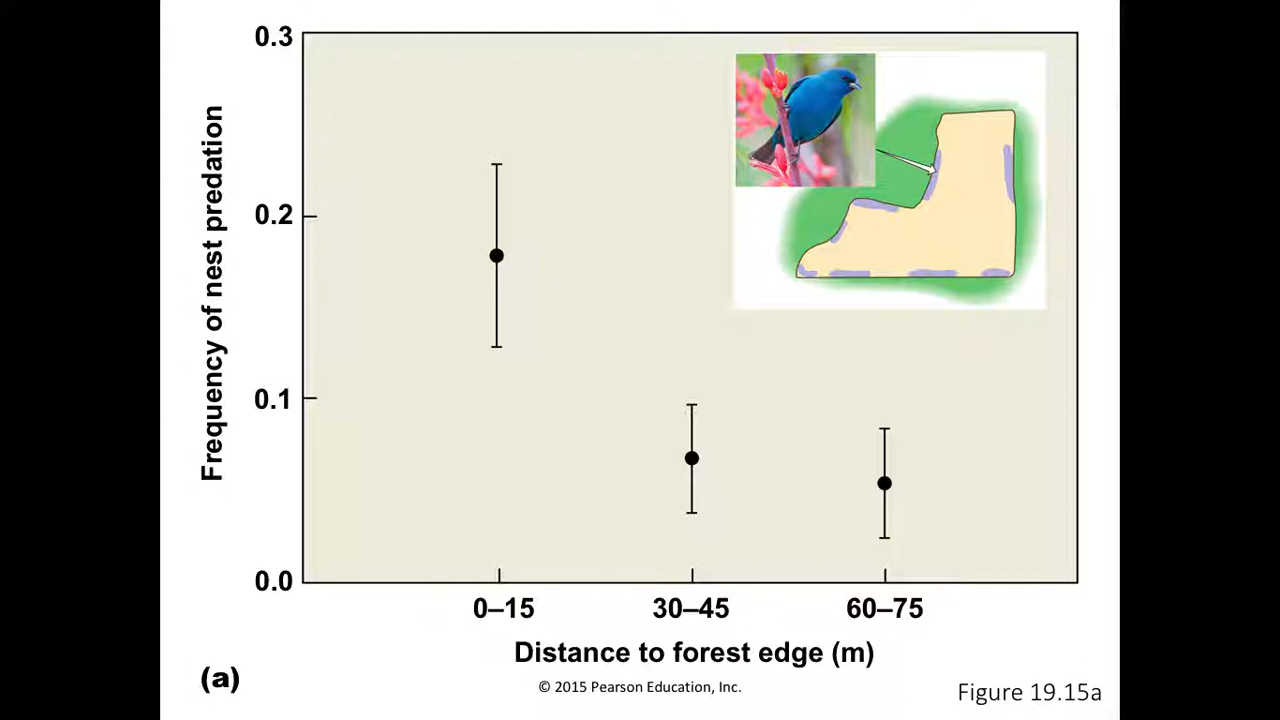 0.3
0.2
0.1
0.0
Frequency of nest predation
0–15
30–45
60–75
Distance to forest edge (m)
(a)
© 2015 Pearson Education, Inc.
Figure 19.15a